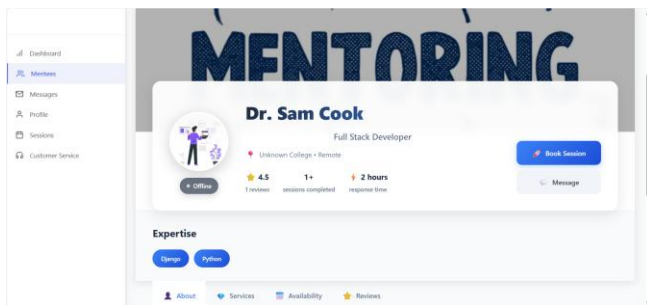 Dashboard
Mentees
Messages
Profile
Sessions
Customer Service
MENTORING
Dr. Sam Cook
Full Stack Developer
Unknown College • Remote
4.5
1 reviews
1+
sessions completed
2 hours
response time
Offline
Book Session
Message
Expertise
Django
Python
About
Services
Availability
Reviews